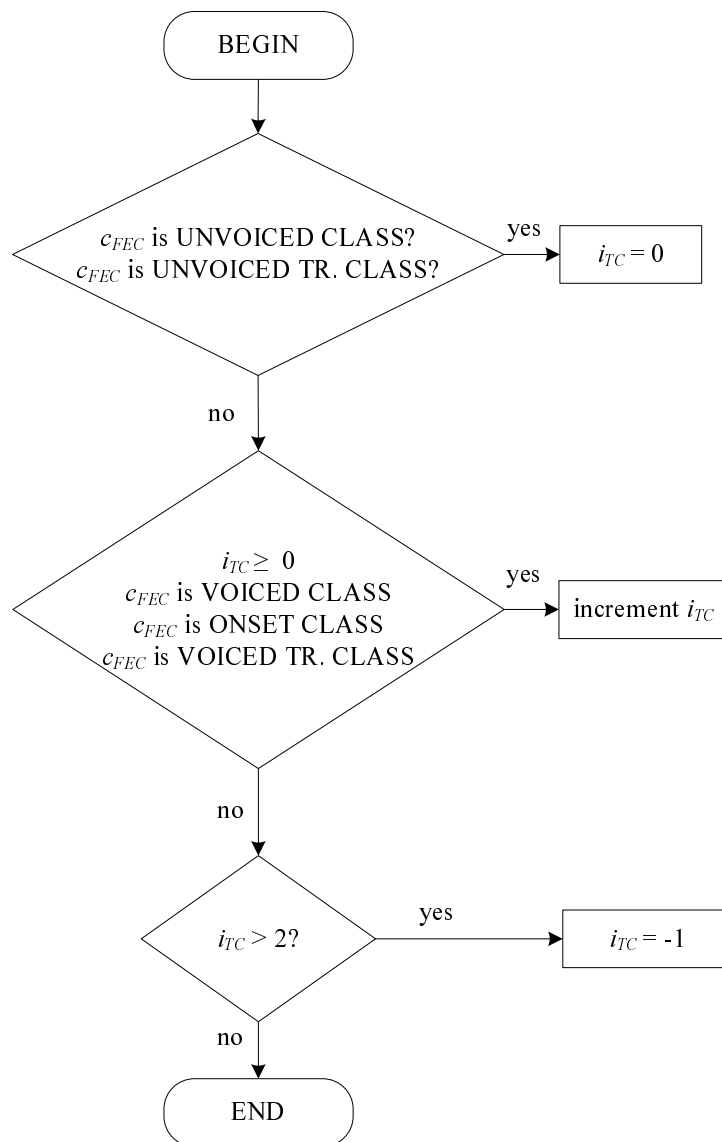 BEGIN
c_FEC is UNVOICED CLASS?
c_FEC is UNVOICED TR. CLASS?
yes
i_TC = 0
no
i_TC ≥ 0
c_FEC is VOICED CLASS
c_FEC is ONSET CLASS
c_FEC is VOICED TR. CLASS
yes
increment i_TC
no
i_TC > 2?
yes
i_TC = -1
no
END